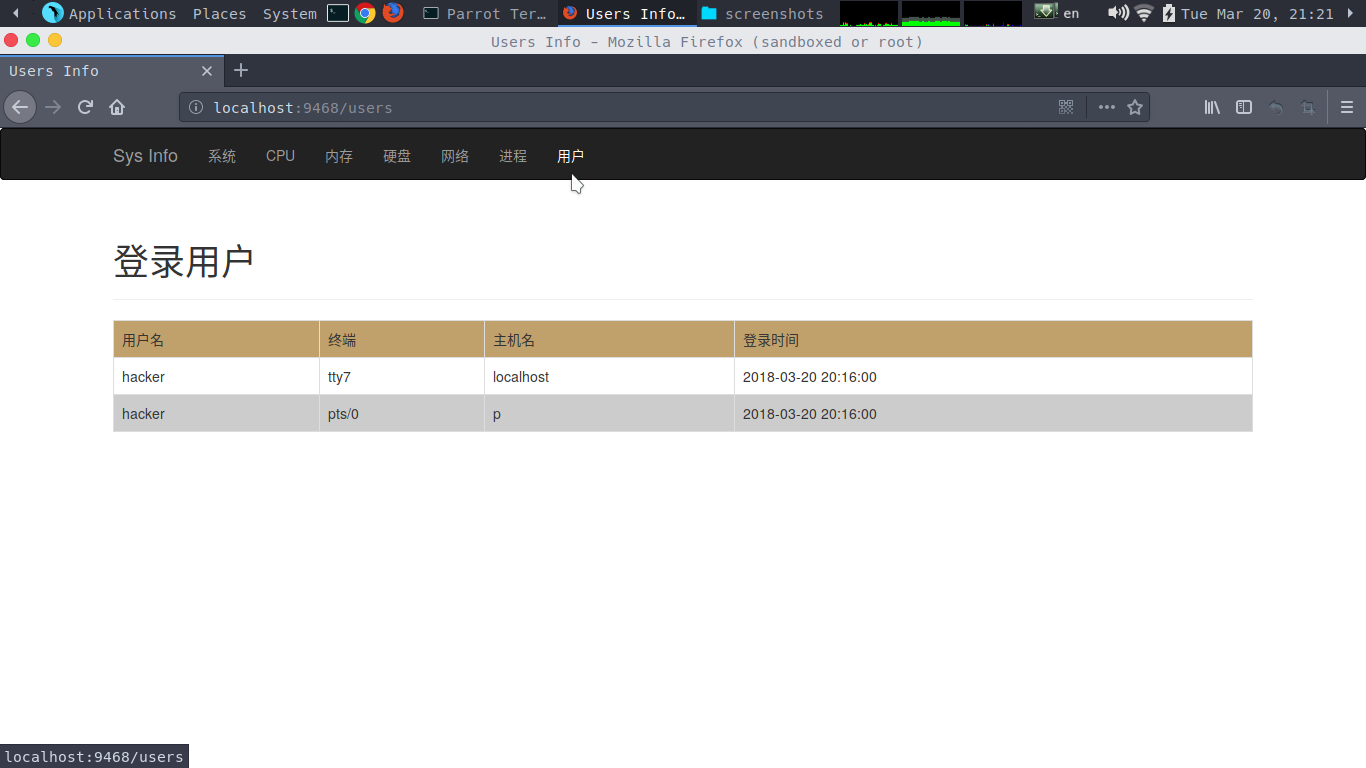 Applications Places System Parrot Ter… Users Info… screenshots en Tue Mar 20, 21:21
Users Info - Mozilla Firefox (sandboxed or root)
Users Info
localhost:9468/users
Sys Info 系统 CPU 内存 硬盘 网络 进程 用户
登录用户
用户名 终端 主机名 登录时间
hacker tty7 localhost 2018-03-20 20:16:00
hacker pts/0 p 2018-03-20 20:16:00
localhost:9468/users